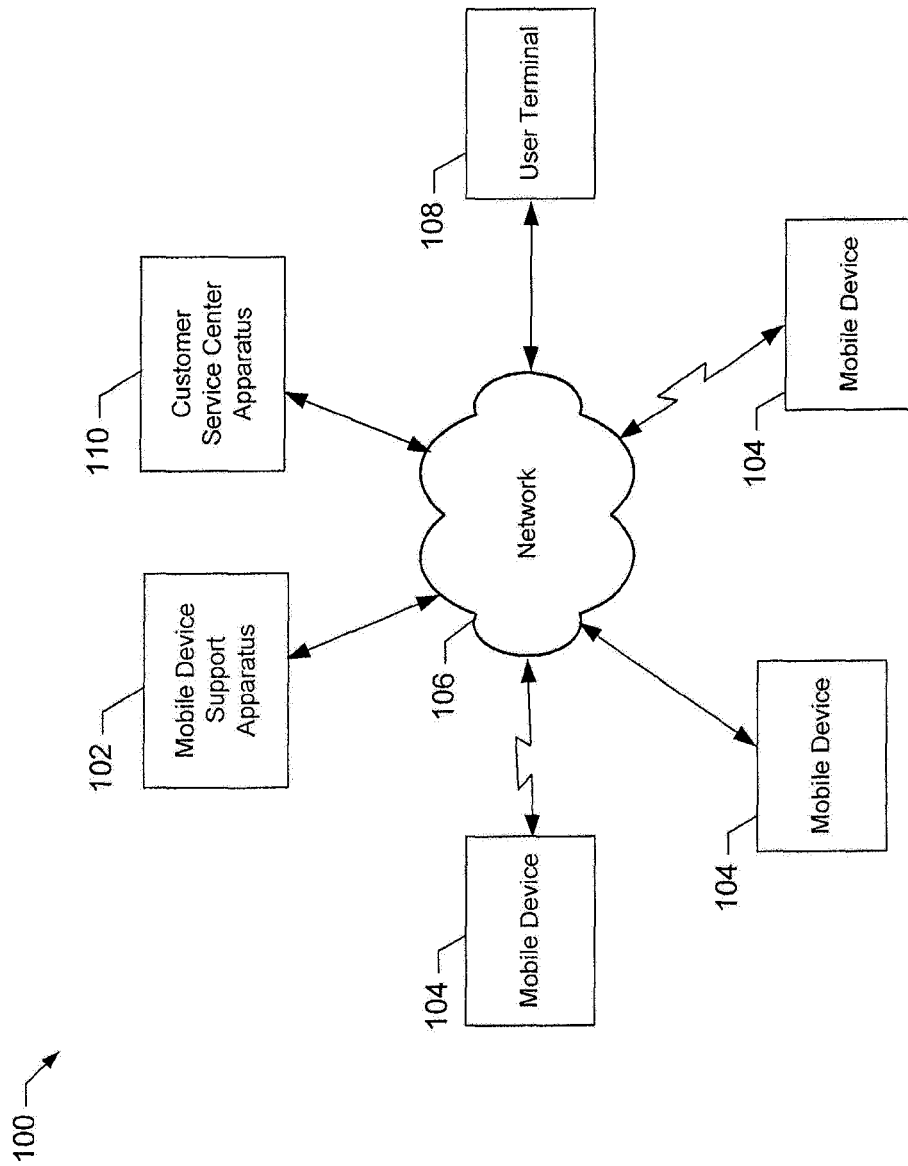 100
102
Mobile Device
Support
Apparatus
110
Customer
Service Center
Apparatus
104
Mobile Device
106
Network
108
User Terminal
104
Mobile Device
104
Mobile Device